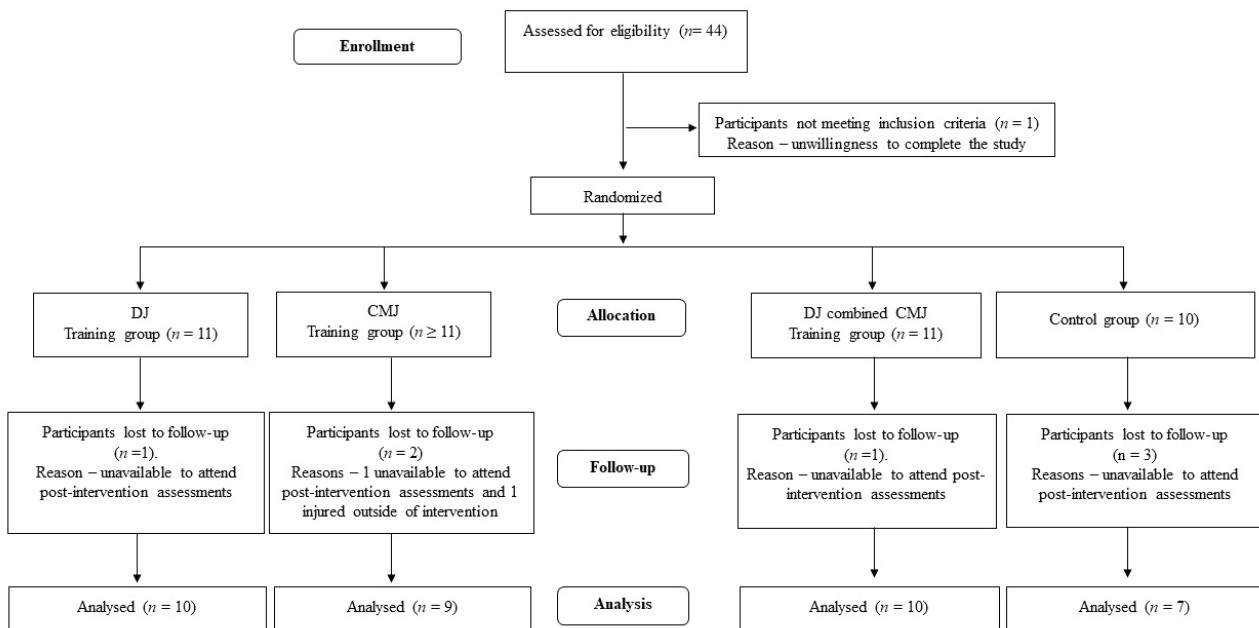 Enrollment
Assessed for eligibility (n= 44)
Participants not meeting inclusion criteria (n = 1)
Reason – unwillingness to complete the study
Randomized
DJ
Training group (n = 11)
CMJ
Training group (n ≥ 11)
Allocation
DJ combined CMJ
Training group (n = 11)
Control group (n = 10)
Participants lost to follow-up
(n =1).
Reason – unavailable to attend
post-intervention assessments
Participants lost to follow-up
(n = 2)
Reasons – 1 unavailable to attend
post-intervention assessments and 1
injured outside of intervention
Follow-up
Participants lost to follow-up
(n =1).
Reason – unavailable to attend post-
intervention assessments
Participants lost to follow-up
(n = 3)
Reasons – unavailable to attend
post-intervention assessments
Analysed (n = 10)
Analysed (n = 9)
Analysis
Analysed (n = 10)
Analysed (n = 7)